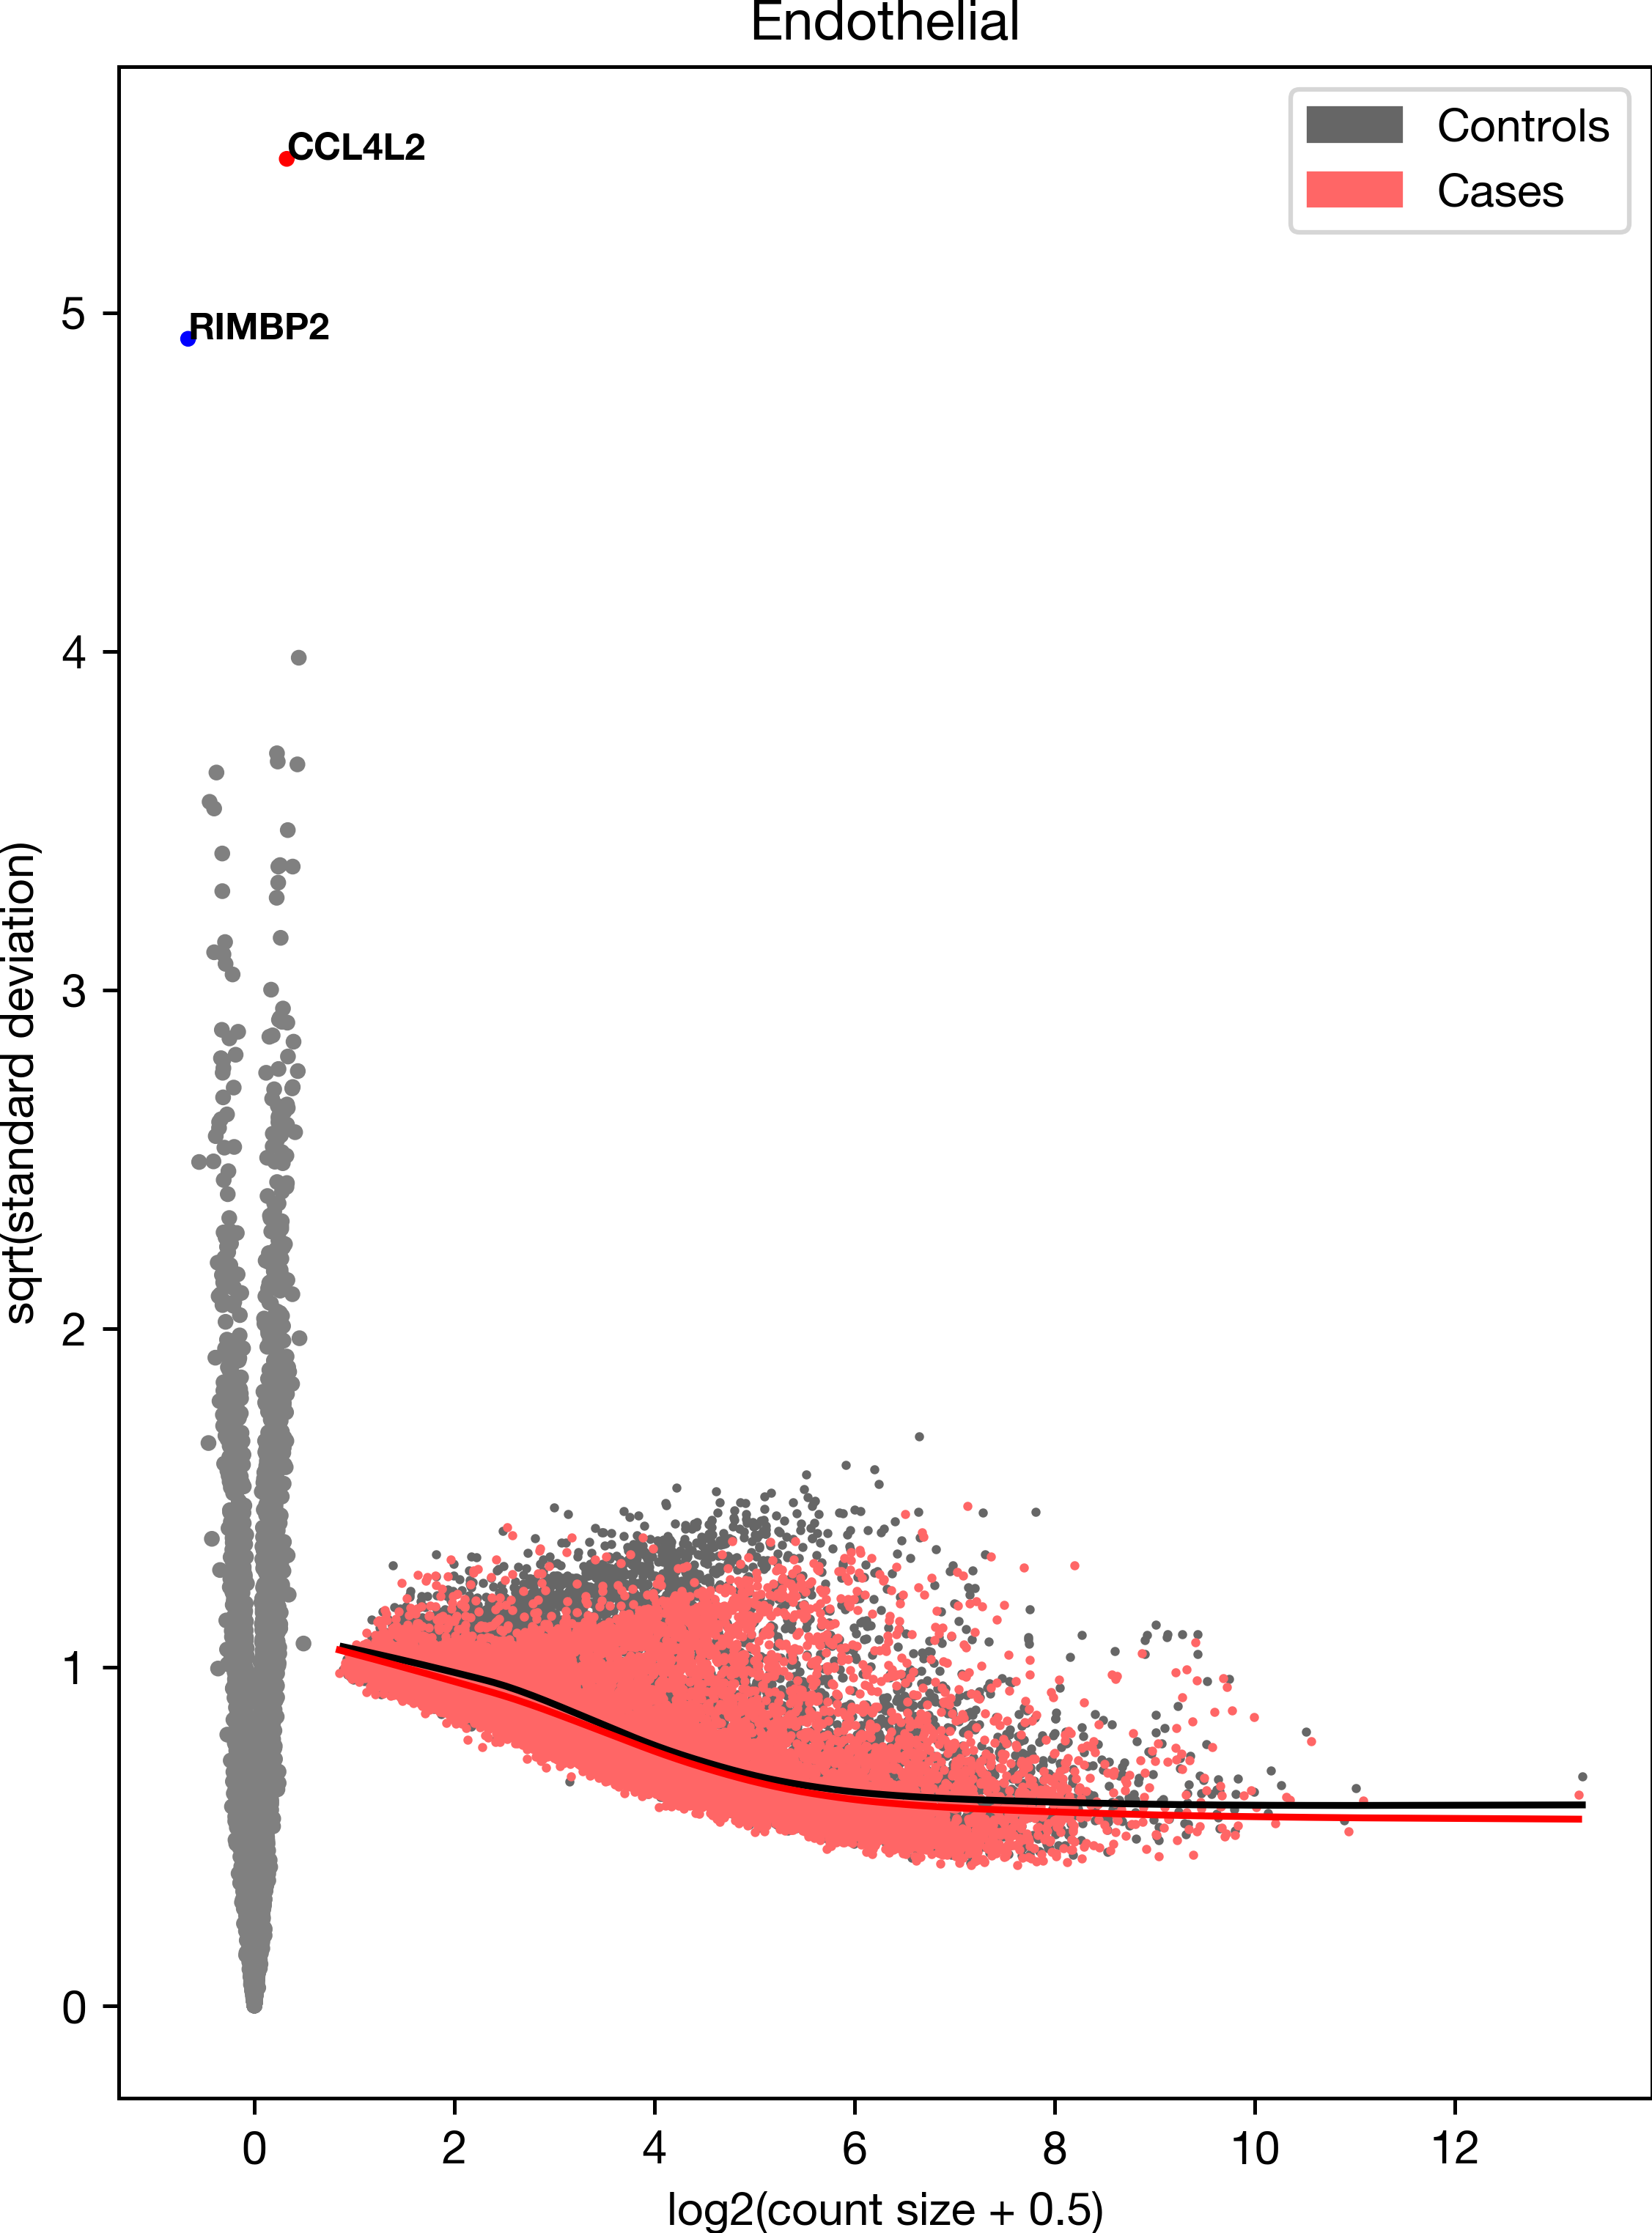 Endothelial
Controls
Cases
CCL4L2
RIMBP2
sqrt(standard deviation)
5
4
3
2
1
0
0 2 4 6 8 10 12
log2(count size + 0.5)